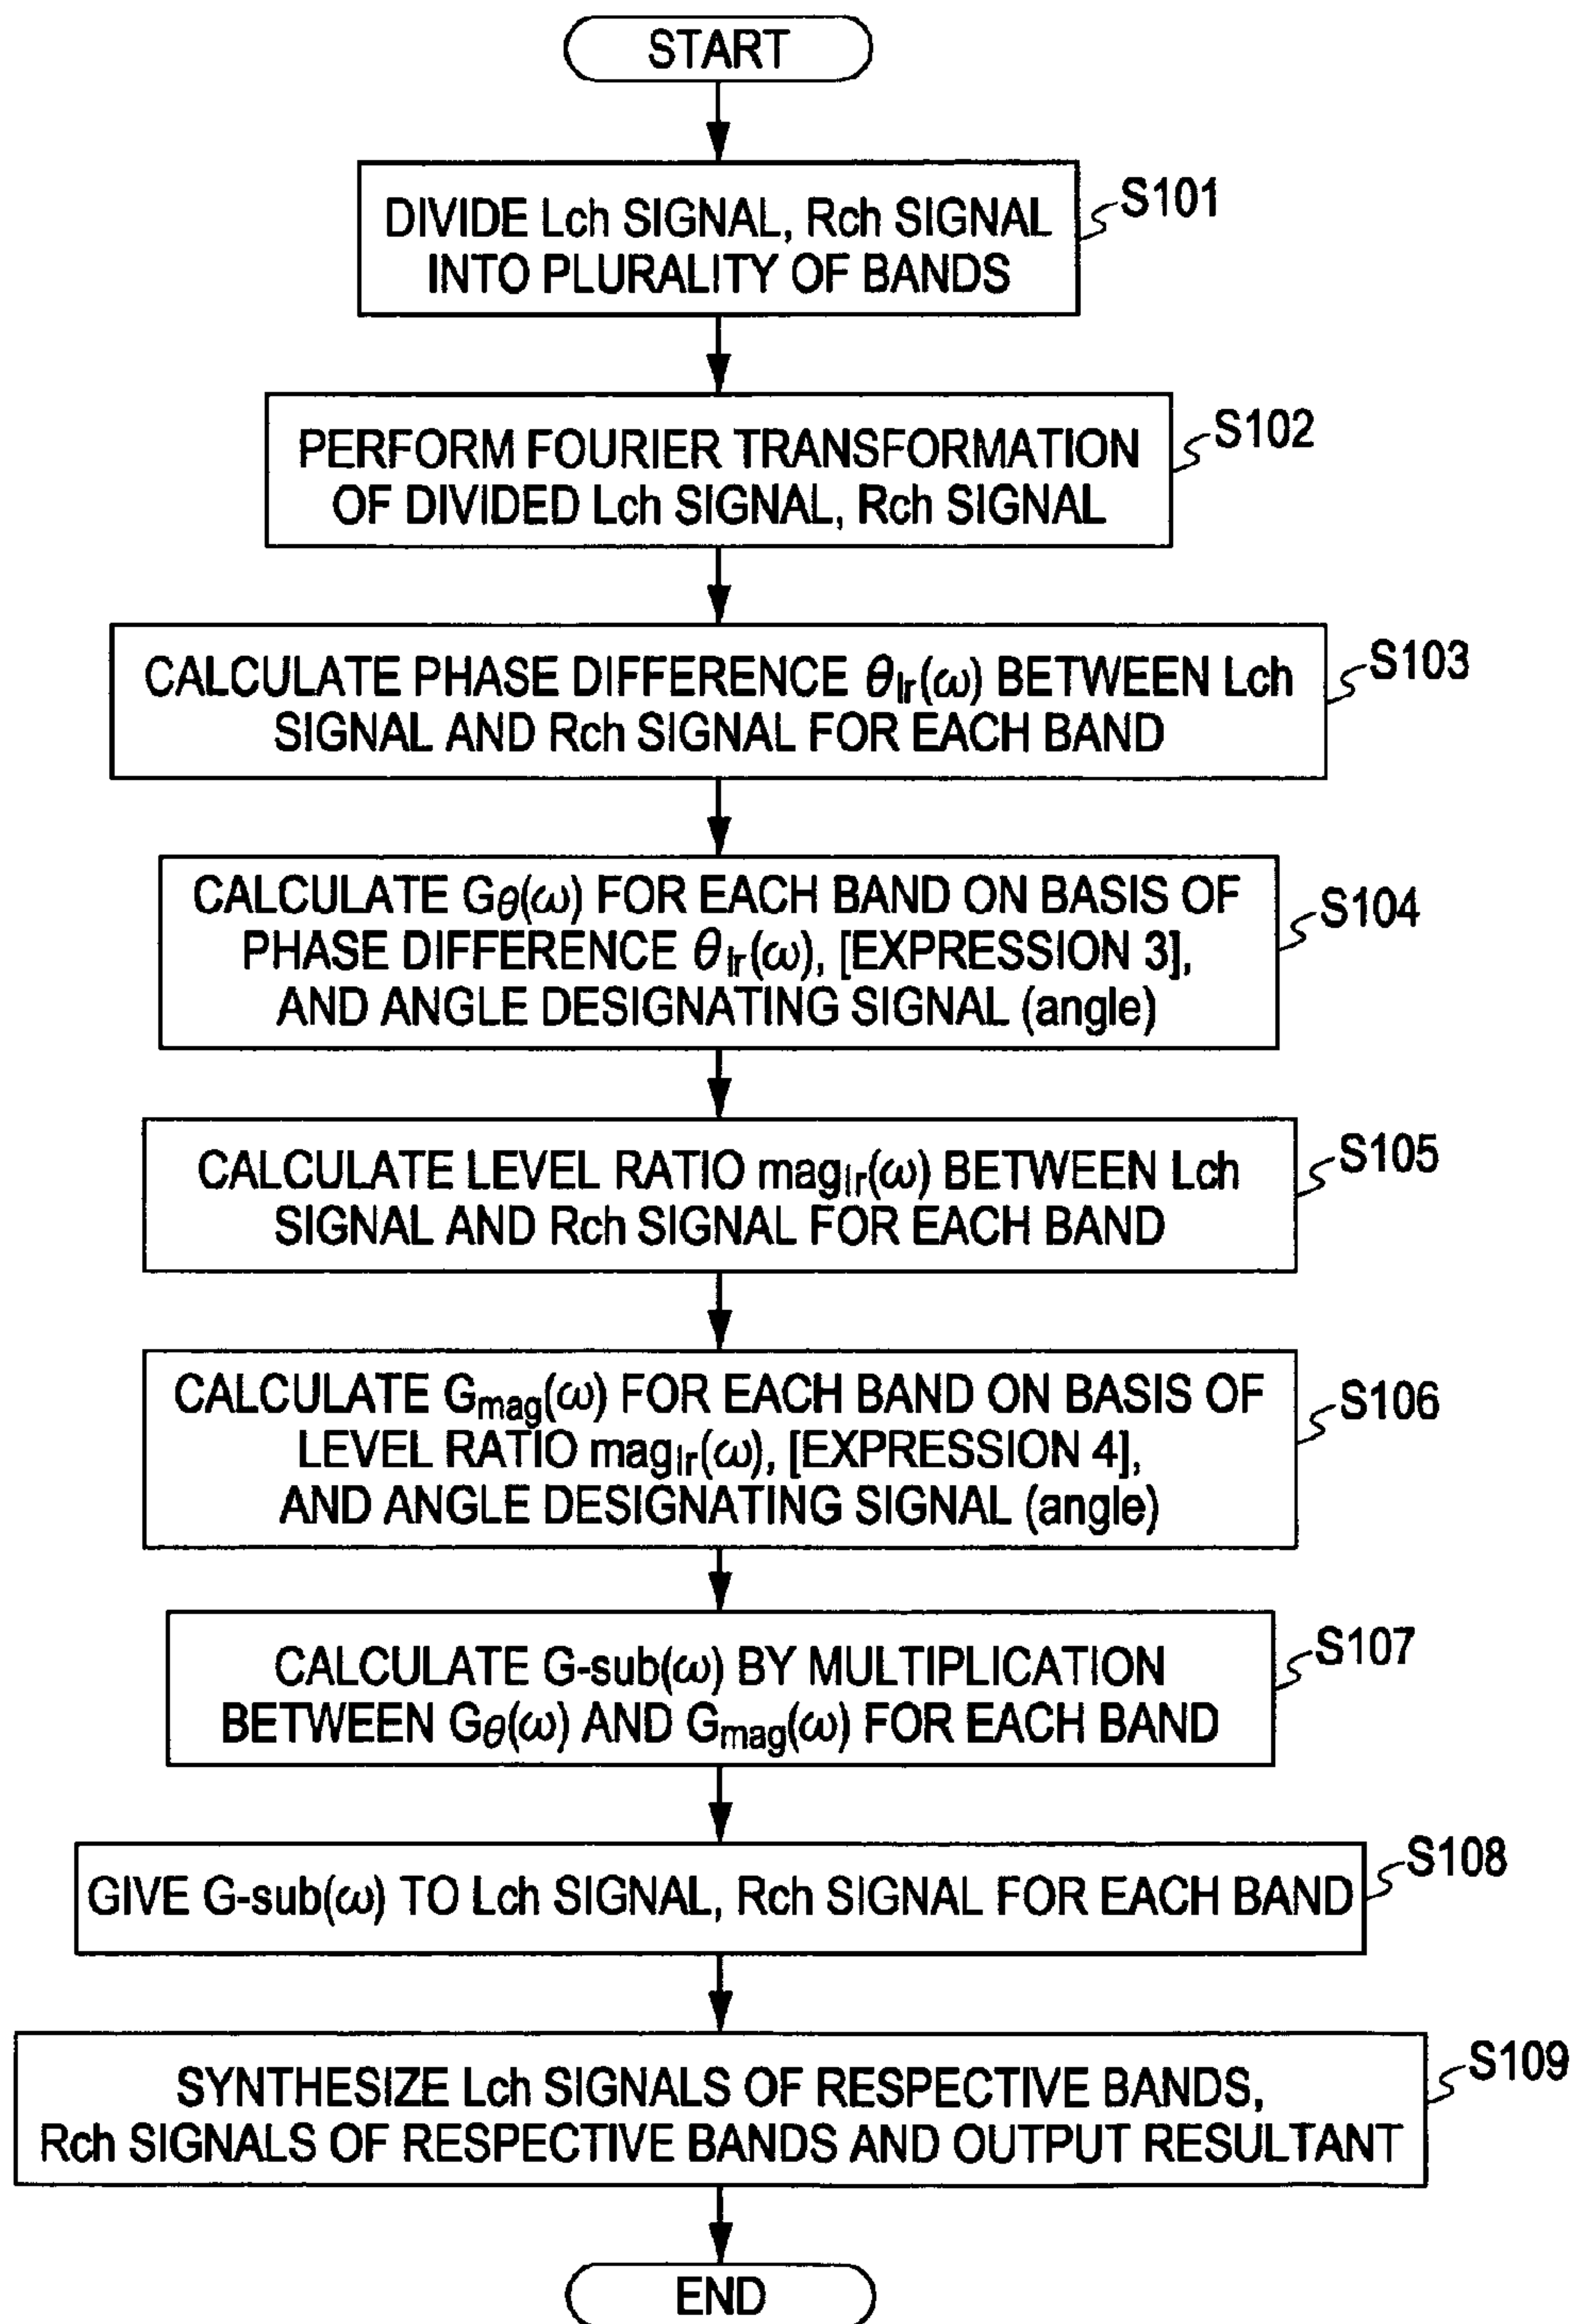 START
DIVIDE Lch SIGNAL, Rch SIGNAL
INTO PLURALITY OF BANDS
S101
PERFORM FOURIER TRANSFORMATION
OF DIVIDED Lch SIGNAL, Rch SIGNAL
S102
CALCULATE PHASE DIFFERENCE θlr(ω) BETWEEN Lch
SIGNAL AND Rch SIGNAL FOR EACH BAND
S103
CALCULATE Gθ(ω) FOR EACH BAND ON BASIS OF
PHASE DIFFERENCE θlr(ω), [EXPRESSION 3],
AND ANGLE DESIGNATING SIGNAL (angle)
S104
CALCULATE LEVEL RATIO maglr(ω) BETWEEN Lch
SIGNAL AND Rch SIGNAL FOR EACH BAND
S105
CALCULATE Gmag(ω) FOR EACH BAND ON BASIS OF
LEVEL RATIO maglr(ω), [EXPRESSION 4],
AND ANGLE DESIGNATING SIGNAL (angle)
S106
CALCULATE G-sub(ω) BY MULTIPLICATION
BETWEEN Gθ(ω) AND Gmag(ω) FOR EACH BAND
S107
GIVE G-sub(ω) TO Lch SIGNAL, Rch SIGNAL FOR EACH BAND
S108
SYNTHESIZE Lch SIGNALS OF RESPECTIVE BANDS,
Rch SIGNALS OF RESPECTIVE BANDS AND OUTPUT RESULTANT
S109
END